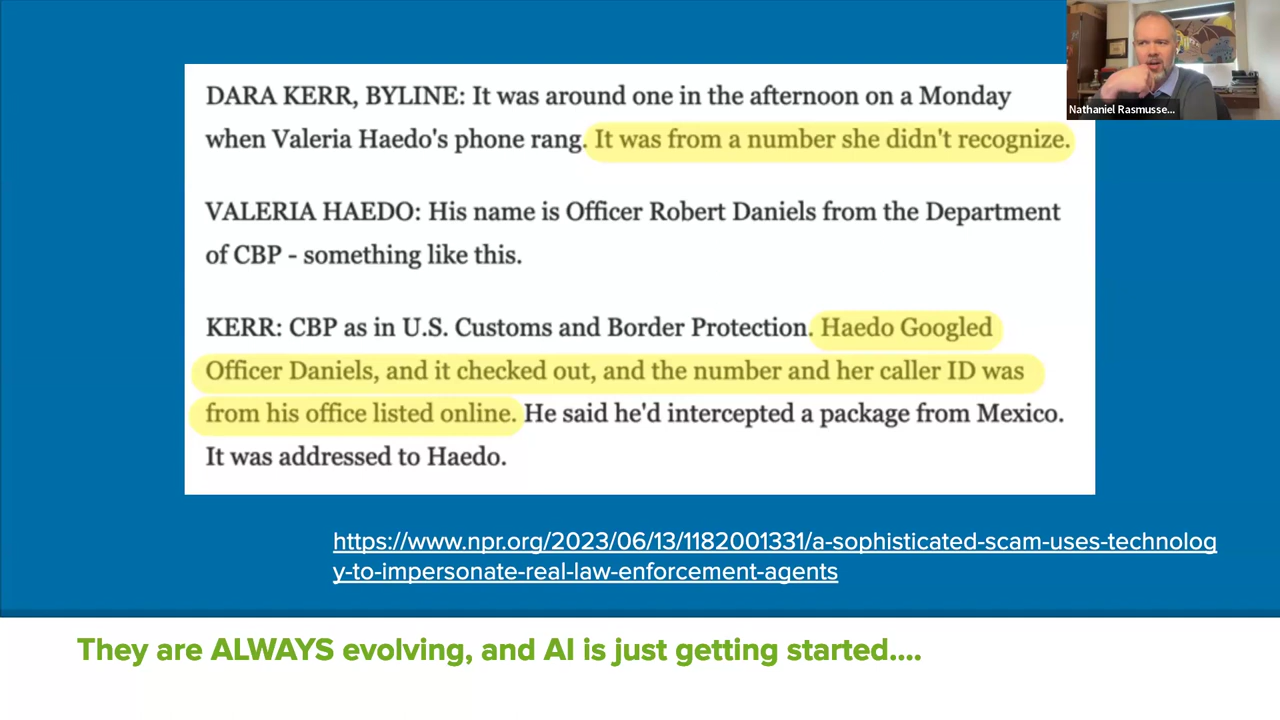 DARA KERR, BYLINE: It was around one in the afternoon on a Monday
when Valeria Haedo's phone rang. It was from a number she didn't recognize.
VALERIA HAEDO: His name is Officer Robert Daniels from the Department
of CBP - something like this.
KERR: CBP as in U.S. Customs and Border Protection. Haedo Googled
Officer Daniels, and it checked out, and the number and her caller ID was
from his office listed online. He said he'd intercepted a package from Mexico.
It was addressed to Haedo.
https://www.npr.org/2023/06/13/1182001331/a-sophisticated-scam-uses-technolog
y-to-impersonate-real-law-enforcement-agents
They are ALWAYS evolving, and AI is just getting started....
Nathaniel Rasmusse...